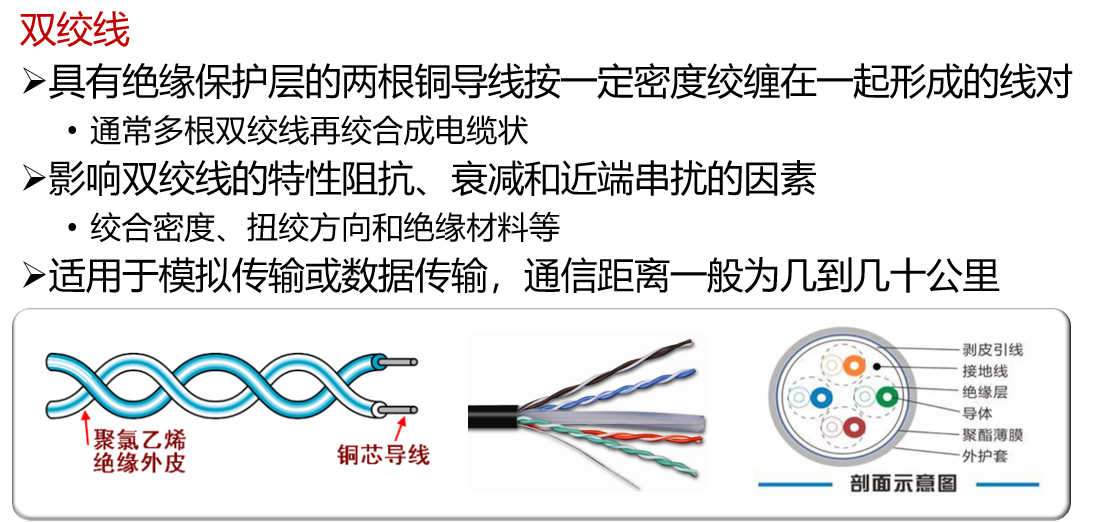 双绞线
➢具有绝缘保护层的两根铜导线按一定密度绞缠在一起形成的线对
• 通常多根双绞线再绞合成电缆状
➢影响双绞线的特性阻抗、衰减和近端串扰的因素
• 绞合密度、扭绞方向和绝缘材料等
➢适用于模拟传输或数据传输，通信距离一般为几到几十公里
聚氯乙烯
绝缘外皮
铜芯导线
剥皮引线
接地线
绝缘层
导体
聚酯薄膜
外护套
剖面示意图